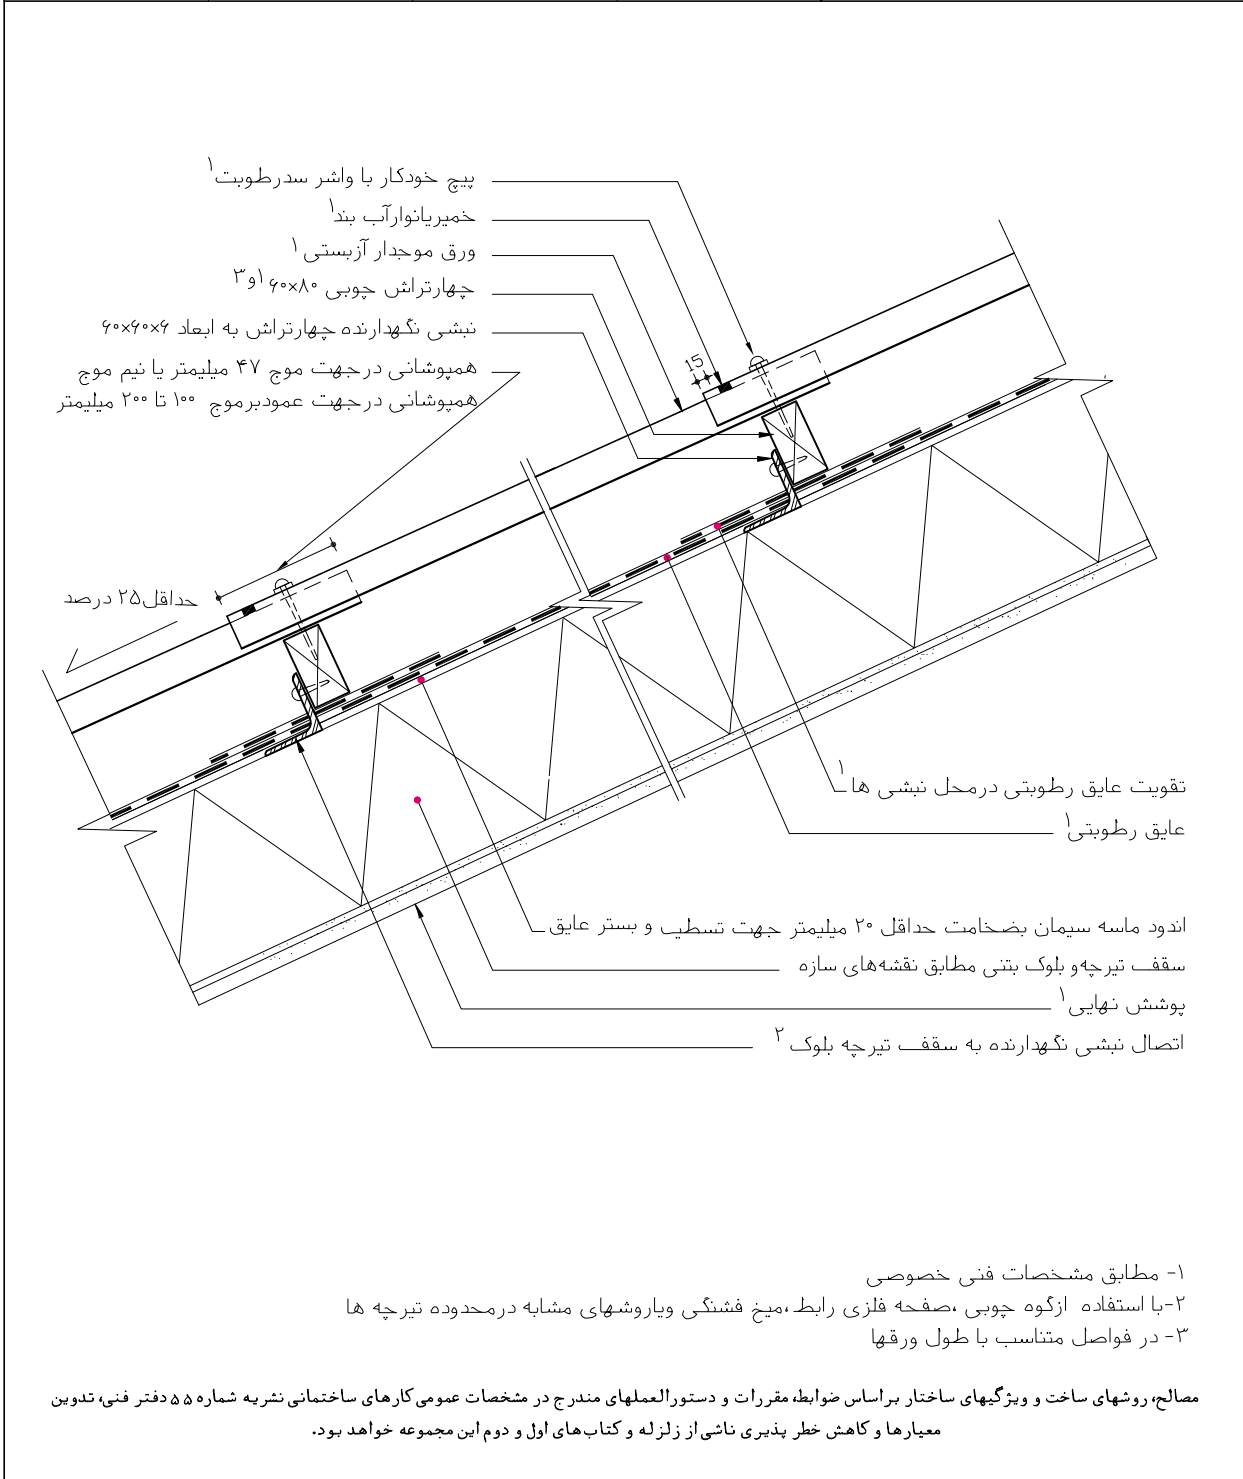 پیچ خودکار با واشر سدرطوبت۱
خمیریانوارآب بند۱
ورق موجدار آزبستی۱
چهارتراش چوبی ۶۰×۸۰ ۱و۳
نبشی نگهدارنده چهارتراش به ابعاد ۶۰×۶۰×۶
همپوشانی درجهت موج ۴۷ میلیمتر یا نیم موج
همپوشانی درجهت عمودبرموج ۱۰۰ تا ۲۰۰ میلیمتر
15
حداقل۲۵ درصد
تقویت عایق رطوبتی درمحل نبشی ها۱
عایق رطوبتی۱
اندود ماسه سیمان بضخامت حداقل ۲۰ میلیمتر جهت تسطیب و بستر عایق
سقف تیرچه‌و بلوک بتنی مطابق نقشه‌های سازه
پوشش نهایی۱
اتصال نبشی نگهدارنده به سقف تیرچه بلوک ۲
۱- مطابق مشخصات فنی خصوصی
۲-با استفاده ازگوه چوبی ،صفحه فلزی رابط،میخ فشنگی ویاروشهای مشابه درمحدوده تیرچه ها
۳- در فواصل متناسب با طول ورقها
مصالح، روشهای ساخت و ویژگیهای ساختار براساس ضوابط، مقررات و دستورالعملهای مندرج در مشخصات عمومی کارهای ساختمانی نشریه شماره ۵۵ دفتر فنی، تدوین
معیارها و کاهش خطر پذیری ناشی از زلزله و کتاب‌های اول و دوم این مجموعه خواهد بود.